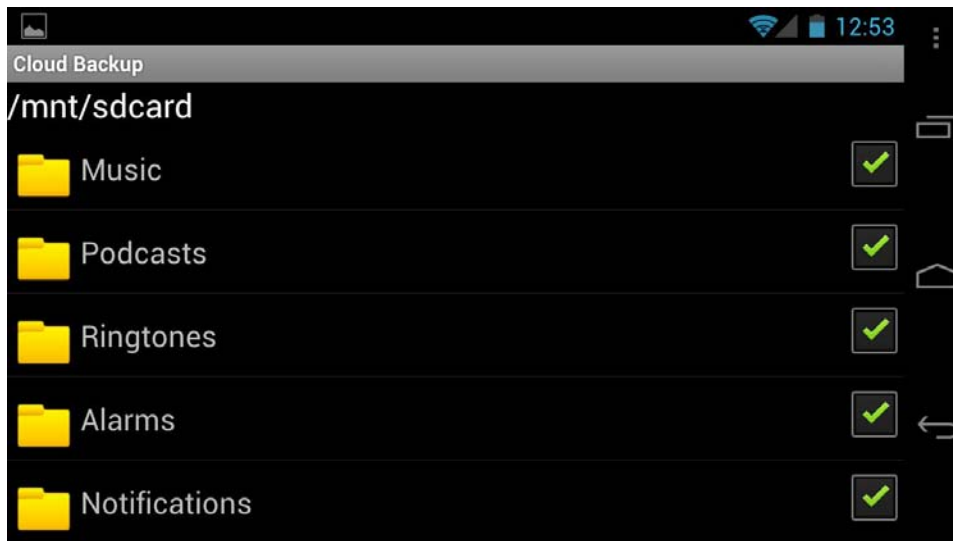 12:53
Cloud Backup
/mnt/sdcard
Music
Podcasts
Ringtones
Alarms
Notifications